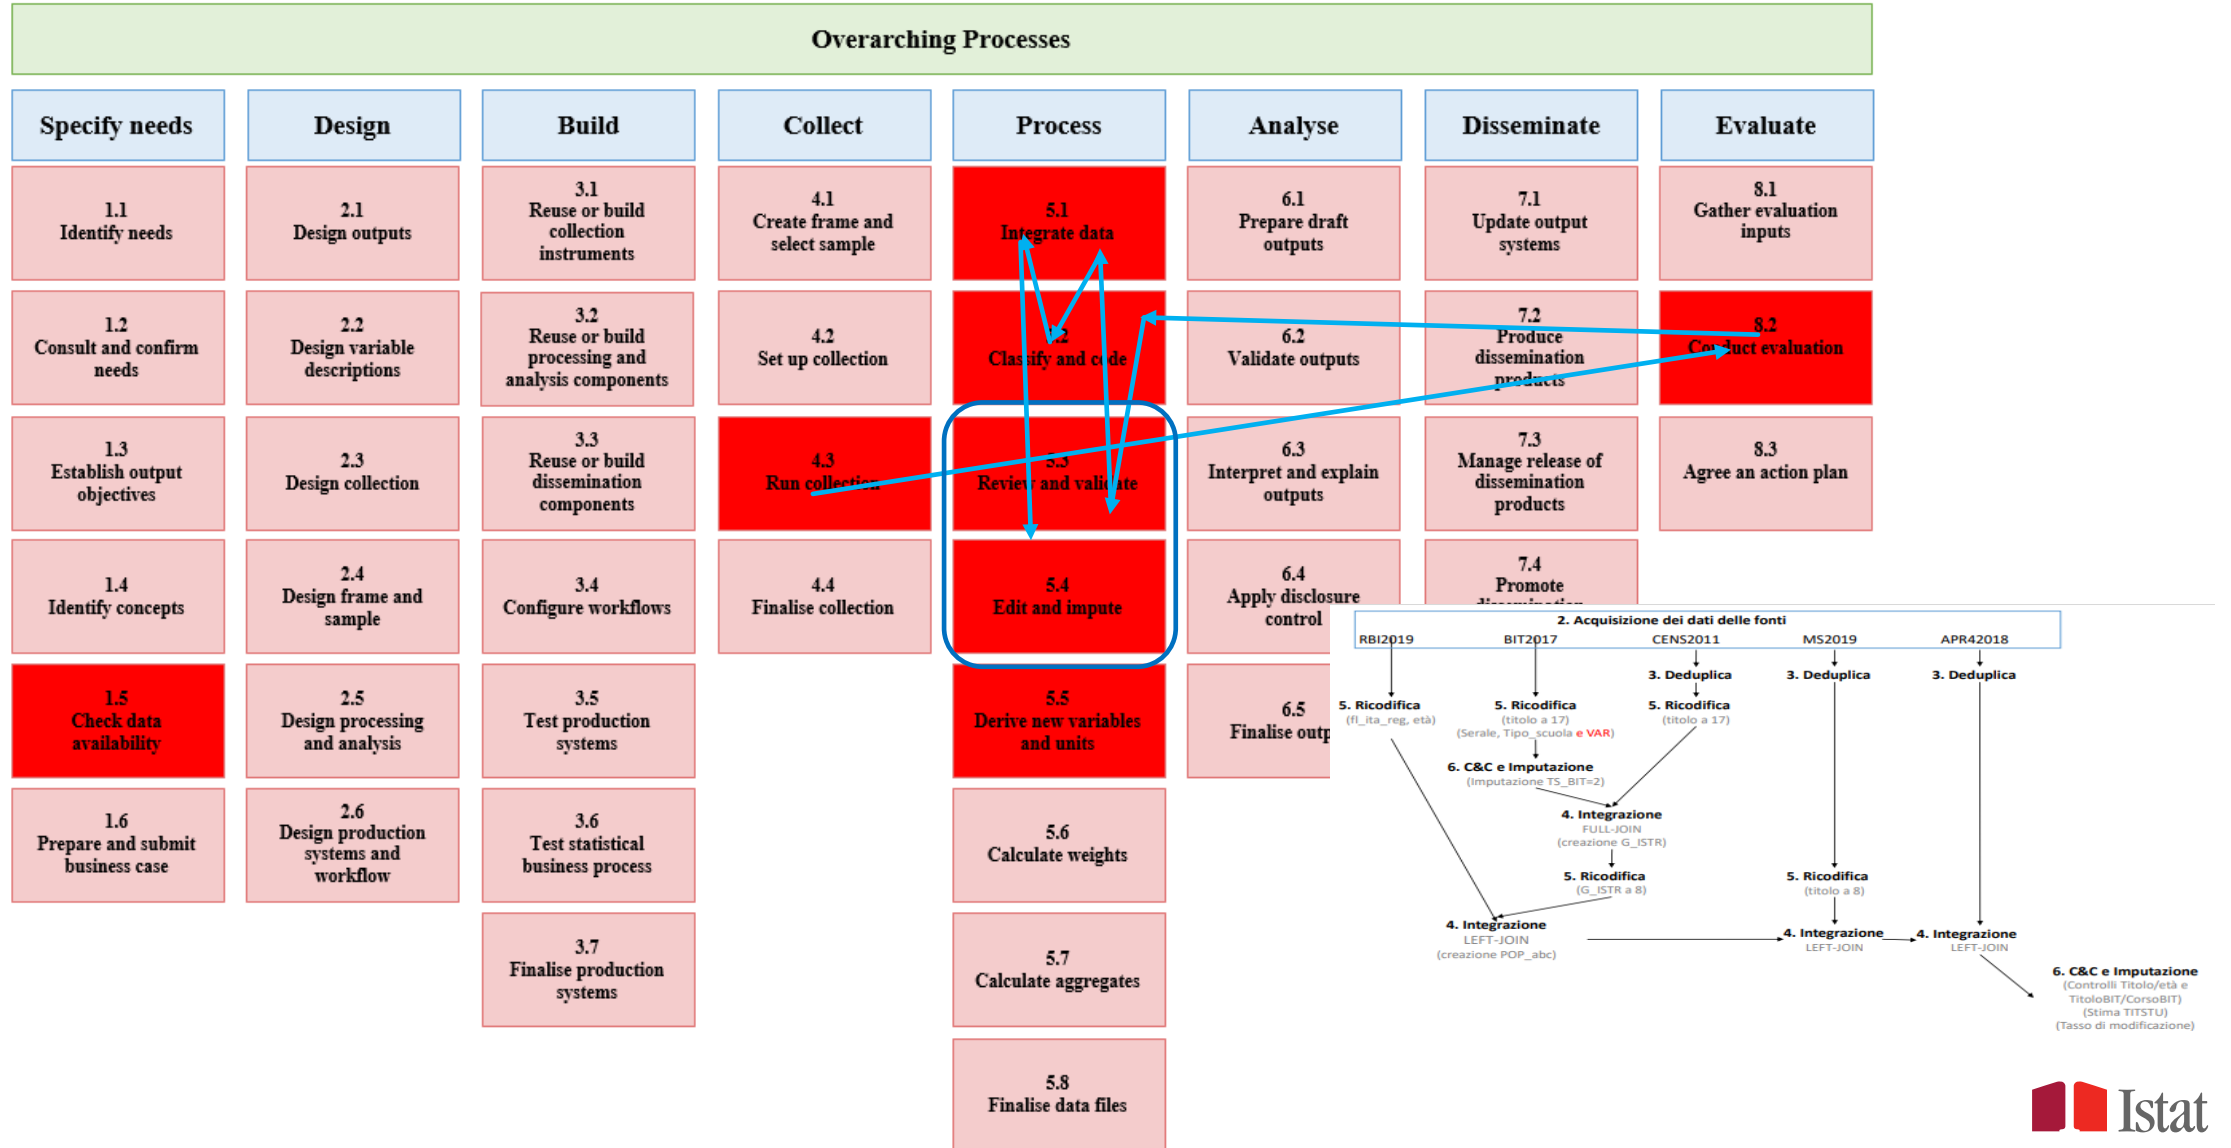 Overarching Processes
Specify needs
Design
Build
Collect
Process
Analyse
Disseminate
Evaluate
1.1
Identify needs
1.2
Consult and confirm
needs
1.3
Establish output
objectives
1.4
Identify concepts
1.5
Check data
availability
1.6
Prepare and submit
business case
2.1
Design outputs
2.2
Design variable
descriptions
2.3
Design collection
2.4
Design frame and
sample
2.5
Design processing
and analysis
2.6
Design production
systems and
workflow
3.1
Reuse or build
collection
instruments
3.2
Reuse or build
processing and
analysis components
3.3
Reuse or build
dissemination
components
3.4
Configure workflows
3.5
Test production
systems
3.6
Test statistical
business process
3.7
Finalise production
systems
4.1
Create frame and
select sample
4.2
Set up collection
4.3
Run collection
4.4
Finalise collection
5.1
Integrate data
5.2
Classify and code
5.3
Review and validate
5.4
Edit and impute
5.5
Derive new variables
and units
5.6
Calculate weights
5.7
Calculate aggregates
5.8
Finalise data files
6.1
Prepare draft
outputs
6.2
Validate outputs
6.3
Interpret and explain
outputs
6.4
Apply disclosure
control
6.5
Finalise outp
7.1
Update output
systems
7.2
Produce
dissemination
products
7.3
Manage release of
dissemination
products
7.4
Promote
8.1
Gather evaluation
inputs
8.2
Conduct evaluation
8.3
Agree an action plan
2. Acquisizione dei dati delle fonti
RBI2019 BIT2017 CENS2011 MS2019 APR42018
3. Deduplica 3. Deduplica 3. Deduplica
5. Ricodifica
(fl_ita_reg, età)
5. Ricodifica
(titolo a 17)
(Serale, Tipo_scuola e VAR)
5. Ricodifica
(titolo a 17)
6. C&C e Imputazione
(Imputazione TS_BIT=2)
4. Integrazione
FULL-JOIN
(creazione G_ISTR)
5. Ricodifica
(G_ISTR a 8)
5. Ricodifica
(titolo a 8)
4. Integrazione
LEFT-JOIN
(creazione POP_abc)
4. Integrazione
LEFT-JOIN
4. Integrazione
LEFT-JOIN
6. C&C e Imputazione
(Controlli Titolo/età e
TitoloBIT/CorsoBIT)
(Stima TITSTU)
(Tasso di modificazione)
Istat